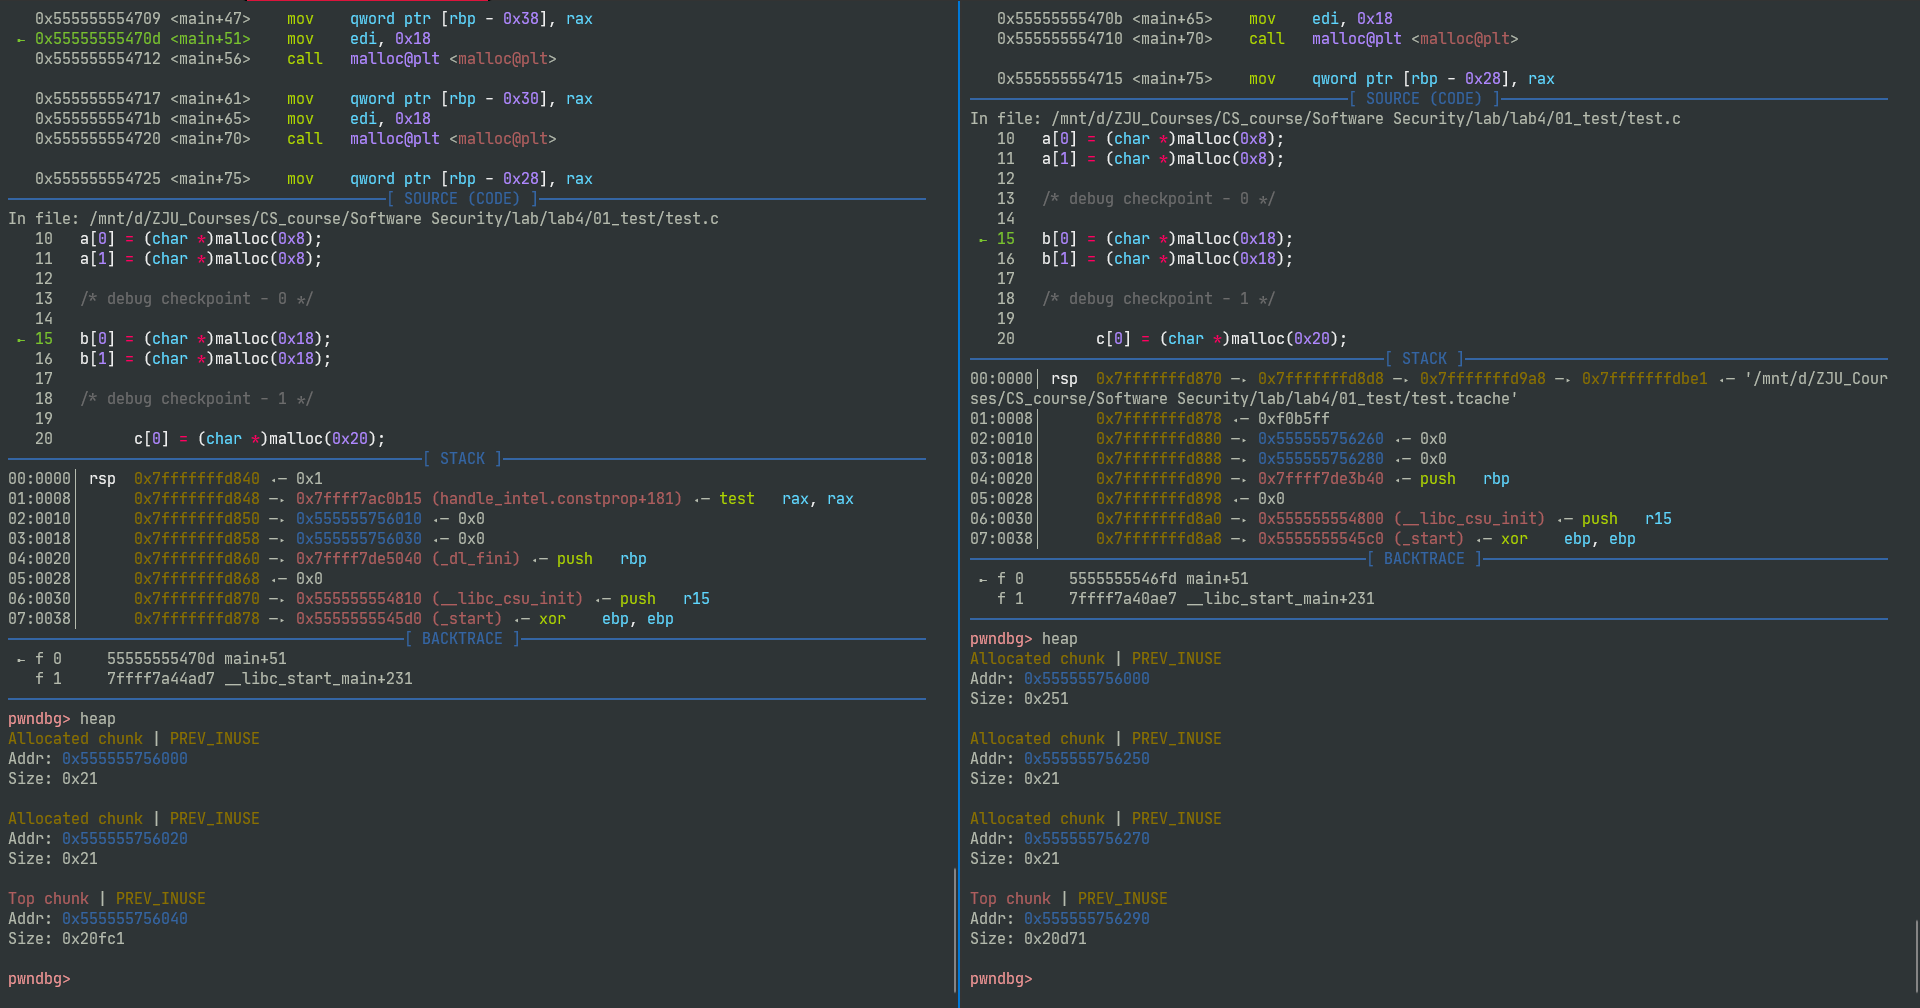 0x555555554709 <main+47>    mov    qword ptr [rbp - 0x38], rax
► 0x55555555470d <main+51>    mov    edi, 0x18
0x555555554712 <main+56>    call   malloc@plt <malloc@plt>
0x555555554717 <main+61>    mov    qword ptr [rbp - 0x30], rax
0x55555555471b <main+65>    mov    edi, 0x18
0x555555554720 <main+70>    call   malloc@plt <malloc@plt>
0x555555554725 <main+75>    mov    qword ptr [rbp - 0x28], rax
[ SOURCE (CODE) ]
In file: /mnt/d/ZJU_Courses/CS_course/Software Security/lab/lab4/01_test/test.c
10   a[0] = (char *)malloc(0x8);
11   a[1] = (char *)malloc(0x8);
12
13   /* debug checkpoint - 0 */
14
► 15   b[0] = (char *)malloc(0x18);
16   b[1] = (char *)malloc(0x18);
17
18   /* debug checkpoint - 1 */
19
20         c[0] = (char *)malloc(0x20);
[ STACK ]
00:0000│ rsp  0x7fffffffd840 ◂— 0x1
01:0008│      0x7fffffffd848 —▸ 0x7ffff7ac0b15 (handle_intel.constprop+181) ◂— test   rax, rax
02:0010│      0x7fffffffd850 —▸ 0x555555756010 ◂— 0x0
03:0018│      0x7fffffffd858 —▸ 0x555555756030 ◂— 0x0
04:0020│      0x7fffffffd860 —▸ 0x7ffff7de5040 (_dl_fini) ◂— push   rbp
05:0028│      0x7fffffffd868 ◂— 0x0
06:0030│      0x7fffffffd870 —▸ 0x555555554810 (__libc_csu_init) ◂— push   r15
07:0038│      0x7fffffffd878 —▸ 0x5555555545d0 (_start) ◂— xor    ebp, ebp
[ BACKTRACE ]
► f 0     55555555470d main+51
f 1     7ffff7a44ad7 __libc_start_main+231
pwndbg> heap
Allocated chunk | PREV_INUSE
Addr: 0x555555756000
Size: 0x21
Allocated chunk | PREV_INUSE
Addr: 0x555555756020
Size: 0x21
Top chunk | PREV_INUSE
Addr: 0x555555756040
Size: 0x20fc1
pwndbg>
0x55555555470b <main+65>    mov    edi, 0x18
0x555555554710 <main+70>    call   malloc@plt <malloc@plt>
0x555555554715 <main+75>    mov    qword ptr [rbp - 0x28], rax
[ SOURCE (CODE) ]
In file: /mnt/d/ZJU_Courses/CS_course/Software Security/lab/lab4/01_test/test.c
10   a[0] = (char *)malloc(0x8);
11   a[1] = (char *)malloc(0x8);
12
13   /* debug checkpoint - 0 */
14
► 15   b[0] = (char *)malloc(0x18);
16   b[1] = (char *)malloc(0x18);
17
18   /* debug checkpoint - 1 */
19
20         c[0] = (char *)malloc(0x20);
[ STACK ]
00:0000│ rsp  0x7fffffffd870 —▸ 0x7fffffffd8d8 —▸ 0x7fffffffd9a8 —▸ 0x7fffffffdbe1 ◂— '/mnt/d/ZJU_Cour
ses/CS_course/Software Security/lab/lab4/01_test/test.tcache'
01:0008│      0x7fffffffd878 ◂— 0xf0b5ff
02:0010│      0x7fffffffd880 —▸ 0x555555756260 ◂— 0x0
03:0018│      0x7fffffffd888 —▸ 0x555555756280 ◂— 0x0
04:0020│      0x7fffffffd890 —▸ 0x7ffff7de3b40 ◂— push   rbp
05:0028│      0x7fffffffd898 ◂— 0x0
06:0030│      0x7fffffffd8a0 —▸ 0x555555554800 (__libc_csu_init) ◂— push   r15
07:0038│      0x7fffffffd8a8 —▸ 0x5555555545c0 (_start) ◂— xor    ebp, ebp
[ BACKTRACE ]
► f 0     5555555546fd main+51
f 1     7ffff7a40ae7 __libc_start_main+231
pwndbg> heap
Allocated chunk | PREV_INUSE
Addr: 0x555555756000
Size: 0x251
Allocated chunk | PREV_INUSE
Addr: 0x555555756250
Size: 0x21
Allocated chunk | PREV_INUSE
Addr: 0x555555756270
Size: 0x21
Top chunk | PREV_INUSE
Addr: 0x555555756290
Size: 0x20d71
pwndbg>